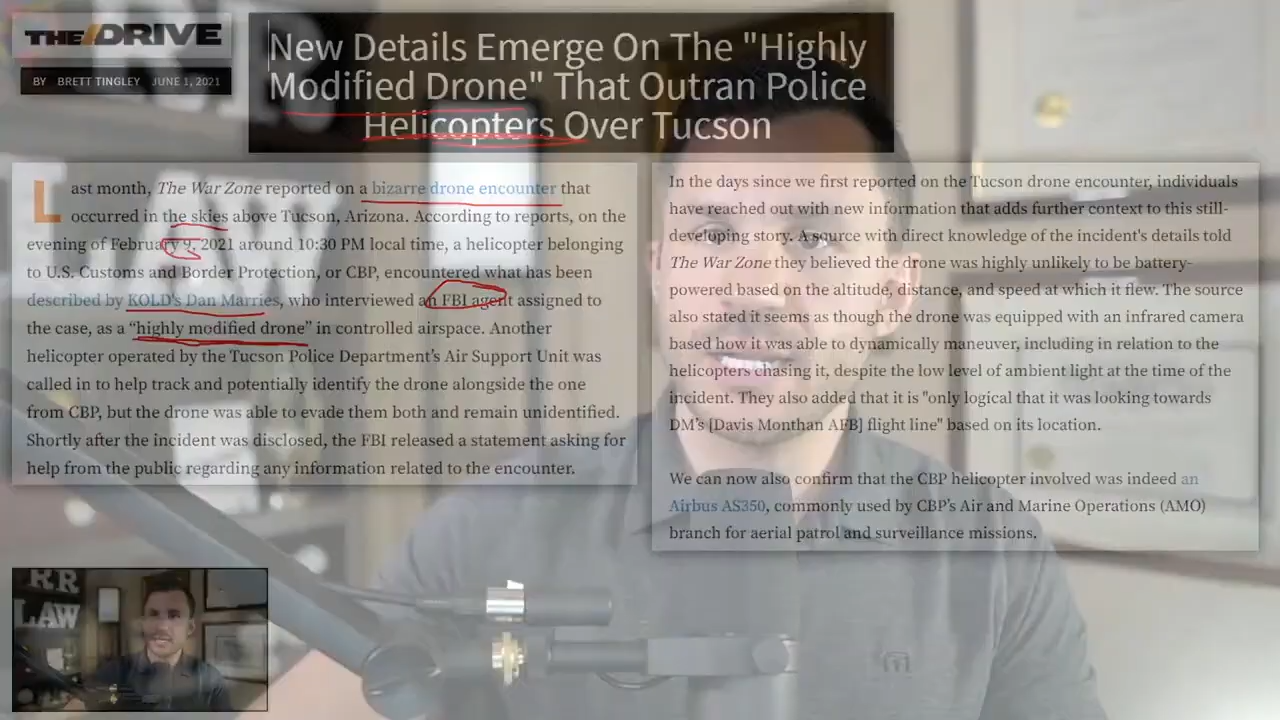 THE/DRIVE
BY BRETT TINGLEY JUNE 1, 2021
New Details Emerge On The "Highly
Modified Drone" That Outran Police
Helicopters Over Tucson
Last month, The War Zone reported on a bizarre drone encounter that
occurred in the skies above Tucson, Arizona. According to reports, on the
evening of February 9, 2021 around 10:30 PM local time, a helicopter belonging
to U.S. Customs and Border Protection, or CBP, encountered what has been
described by KOLD's Dan Marries, who interviewed an FBI agent assigned to
the case, as a “highly modified drone” in controlled airspace. Another
helicopter operated by the Tucson Police Department’s Air Support Unit was
called in to help track and potentially identify the drone alongside the one
from CBP, but the drone was able to evade them both and remain unidentified.
Shortly after the incident was disclosed, the FBI released a statement asking for
help from the public regarding any information related to the encounter.
In the days since we first reported on the Tucson drone encounter, individuals
have reached out with new information that adds further context to this still-
developing story. A source with direct knowledge of the incident's details told
The War Zone they believed the drone was highly unlikely to be battery-
powered based on the altitude, distance, and speed at which it flew. The source
also stated it seems as though the drone was equipped with an infrared camera
based how it was able to dynamically maneuver, including in relation to the
helicopters chasing it, despite the low level of ambient light at the time of the
incident. They also added that it is "only logical that it was looking towards
DM’s [Davis Monthan AFB] flight line" based on its location.
We can now also confirm that the CBP helicopter involved was indeed an
Airbus AS350, commonly used by CBP’s Air and Marine Operations (AMO)
branch for aerial patrol and surveillance missions.
RR
LAW